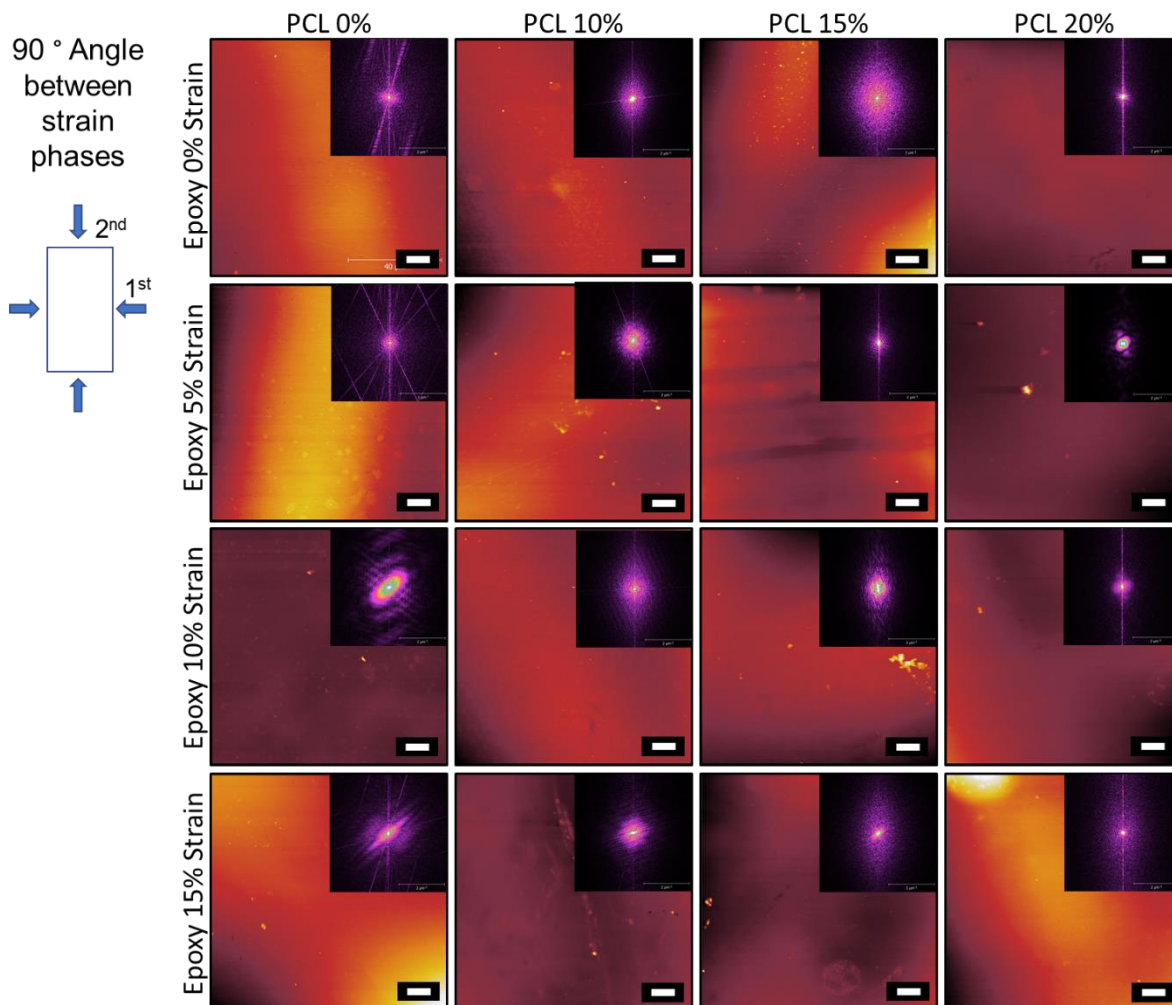 PCL 0% PCL 10% PCL 15% PCL 20%
90 ° Angle
between
strain
phases
2nd
1st
Epoxy 0% Strain
40
Epoxy 5% Strain
Epoxy 10% Strain
Epoxy 15% Strain